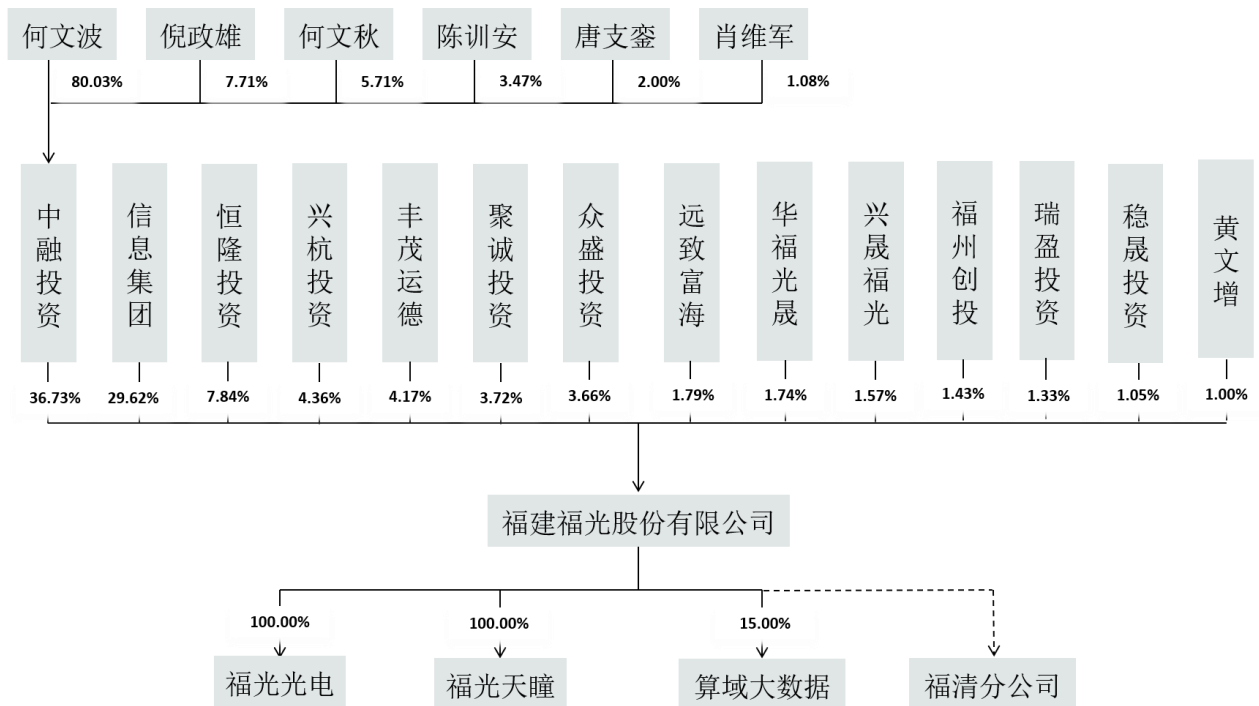 何文波
倪政雄
何文秋
陈训安
唐支銮
肖维军
80.03%
7.71%
5.71%
3.47%
2.00%
1.08%
中融投资
信息集团
恒隆投资
兴杭投资
丰茂运德
聚诚投资
众盛投资
远致富海
华福光晟
兴晟福光
福州创投
瑞盈投资
稳晟投资
黄文增
36.73%
29.62%
7.84%
4.36%
4.17%
3.72%
3.66%
1.79%
1.74%
1.57%
1.43%
1.33%
1.05%
1.00%
福建福光股份有限公司
100.00%
100.00%
15.00%
福光光电
福光天瞳
算域大数据
福清分公司